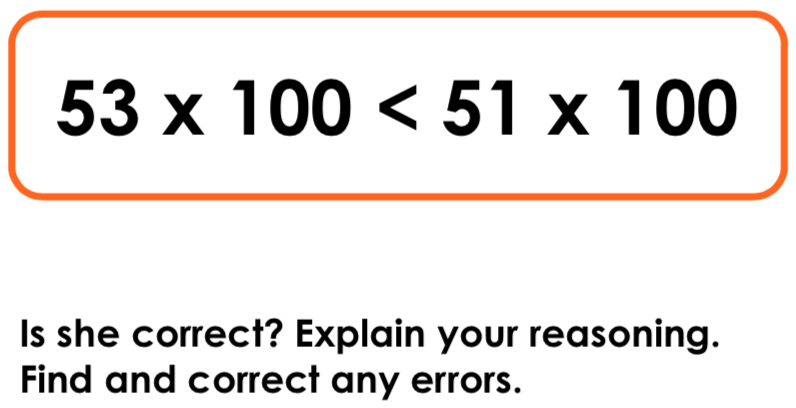 53 x 100 < 51 x 100
Is she correct? Explain your reasoning.
Find and correct any errors.